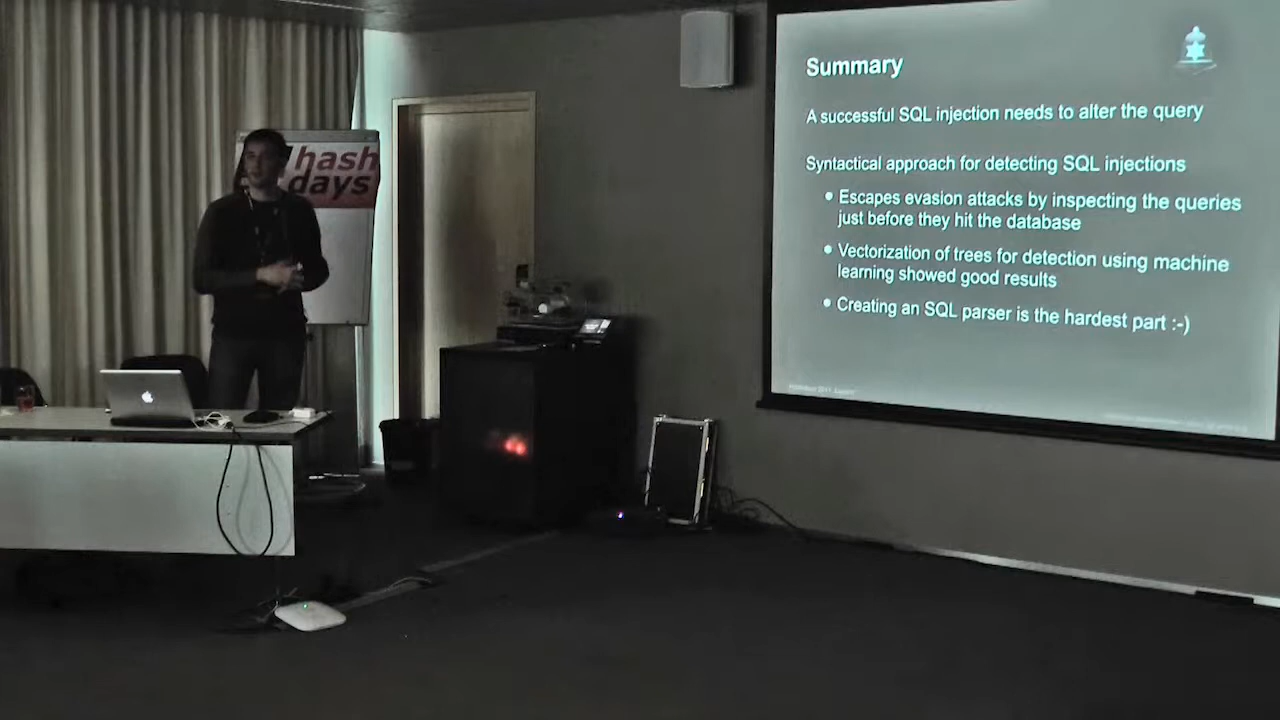 hash
days
Summary
A successful SQL injection needs to alter the query
Syntactical approach for detecting SQL injections
• Escapes evasion attacks by inspecting the queries
just before they hit the database
• Vectorization of trees for detection using machine
learning showed good results
• Creating an SQL parser is the hardest part :-)